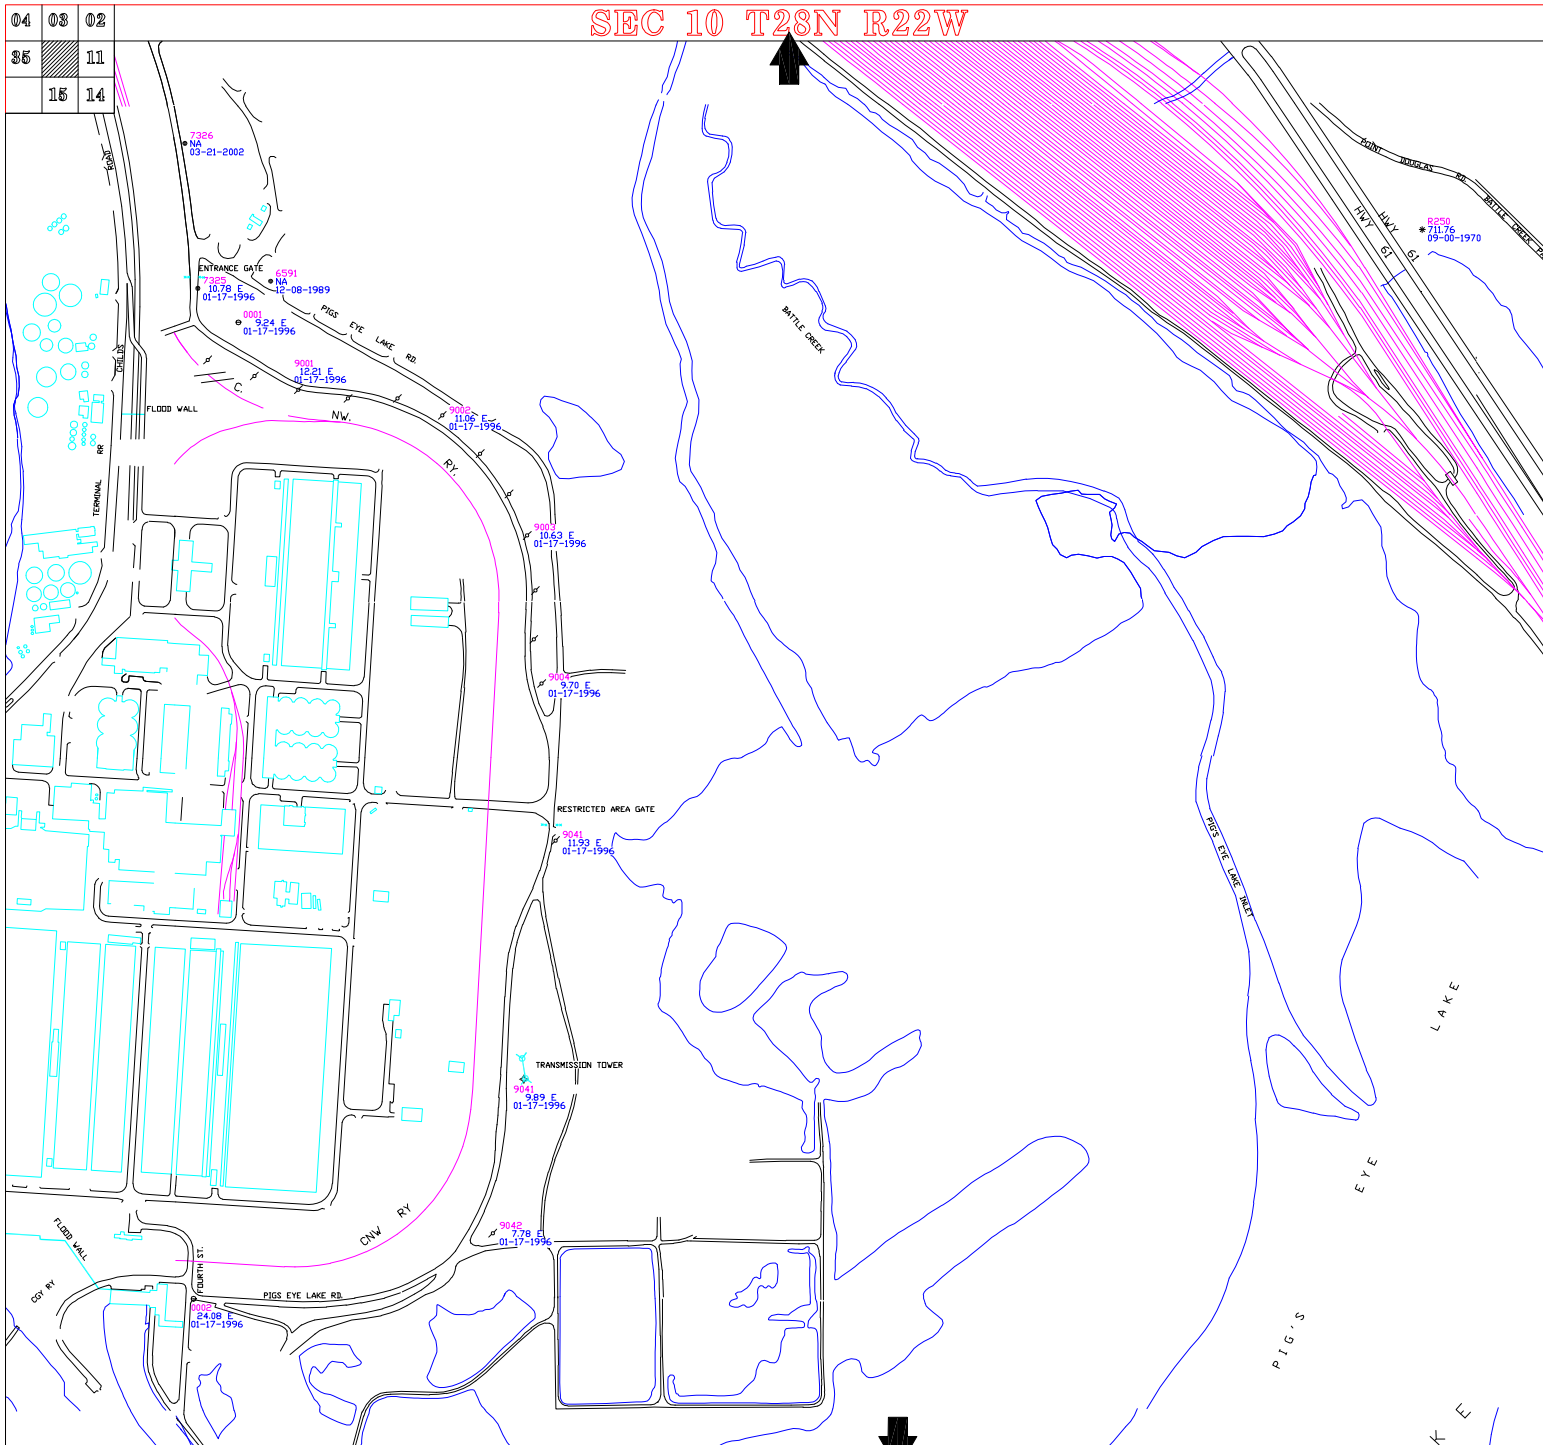 SEC 10 T28N R22W
04 03 02
35 11
15 14
7326
NA
03-21-2002
ROAD
POINT DOUGLAS RD.
BATTLE CREEK
HWY 61
HWY 61
R250
711.76
09-00-1970
ENTRANCE GATE
7325
10.78 E
01-17-1996
6591
NA
12-08-1989
0001
9.24 E
01-17-1996
PIGS EYE LAKE RD.
BATTLE CREEK
CHILDS
9001
12.21 E
01-17-1996
C. NW. RY.
FLOOD WALL
9002
11.06 E
01-17-1996
TERMINAL RR
9003
10.63 E
01-17-1996
9004
9.70 E
01-17-1996
RESTRICTED AREA GATE
9041
11.93 E
01-17-1996
PIG'S EYE LAKE INLET
TRANSMISSION TOWER
9041
9.89 E
01-17-1996
PIG'S EYE LAKE
CNW RY
9042
7.78 E
01-17-1996
FLOOD WALL
FOURTH ST.
CGY RY
PIGS EYE LAKE RD.
0002
24.08 E
01-17-1996
K E